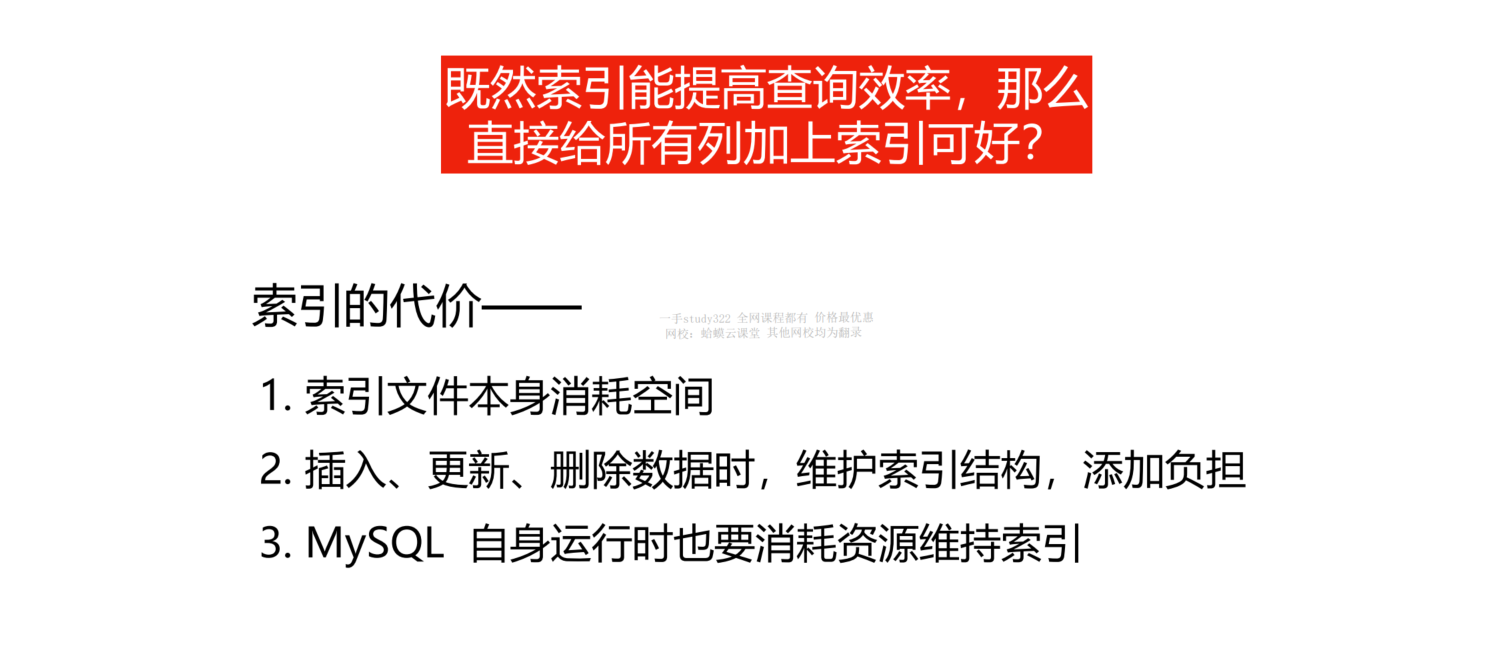 既然索引能提高查询效率，那么
直接给所有列加上索引可好？
索引的代价——
一手study322 全网课程都有 价格最优惠
网校：蛤蟆云课堂 其他网校均为翻录
1. 索引文件本身消耗空间
2. 插入、更新、删除数据时，维护索引结构，添加负担
3. MySQL 自身运行时也要消耗资源维持索引